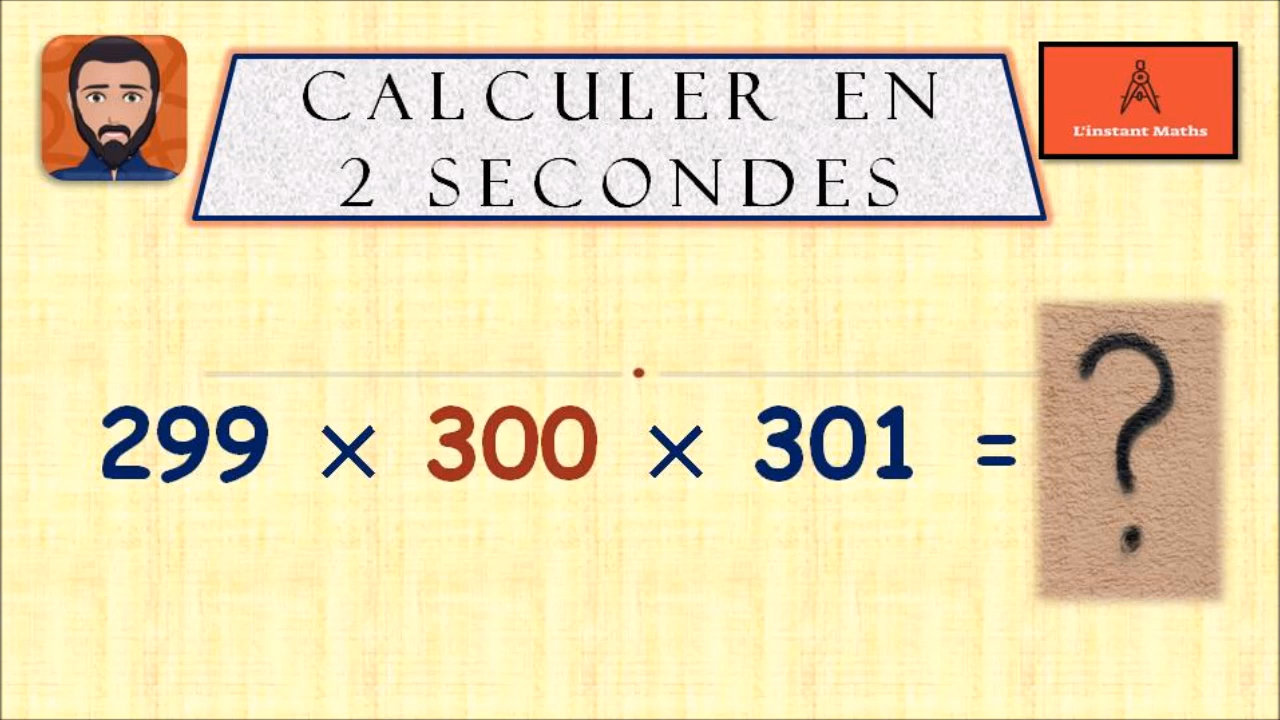 CALCULER EN
2 SECONDES
L'instant Maths
299 × 300 × 301 = ?